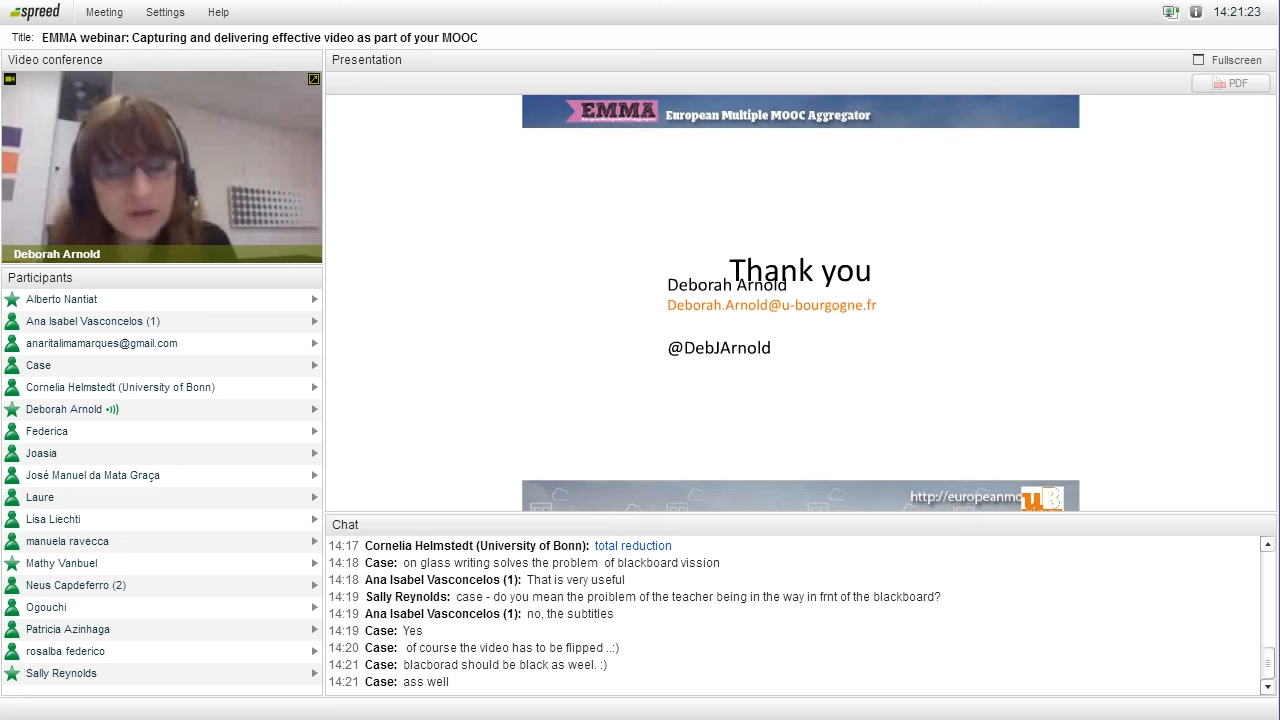 spreed
Meeting
Settings
Help
14:21:23
Title: EMMA webinar: Capturing and delivering effective video as part of your MOOC
Video conference
Presentation
Fullscreen
PDF
Deborah Arnold
Participants
Alberto Nantiat
Ana Isabel Vasconcelos (1)
anaritalimamarques@gmail.com
Case
Cornelia Helmstedt (University of Bonn)
Deborah Arnold
Federica
Joasia
José Manuel da Mata Graça
Laure
Lisa Liechti
manuela ravecca
Mathy Vanbuel
Neus Capdeferro (2)
Ogouchi
Patricia Azinhaga
rosalba federico
Sally Reynolds
EMMA European Multiple MOOC Aggregator
Thank you
Deborah Arnold
Deborah.Arnold@u-bourgogne.fr
@DebJArnold
http://europeanmo
uB
Chat
14:17 Cornelia Helmstedt (University of Bonn): total reduction
14:18 Case: on glass writing solves the problem of blackboard vission
14:18 Ana Isabel Vasconcelos (1): That is very useful
14:19 Sally Reynolds: case - do you mean the problem of the teacher being in the way in frnt of the blackboard?
14:19 Ana Isabel Vasconcelos (1): no, the subtitles
14:19 Case: Yes
14:20 Case: of course the video has to be flipped ..:)
14:21 Case: blacborad should be black as weel. :)
14:21 Case: ass well